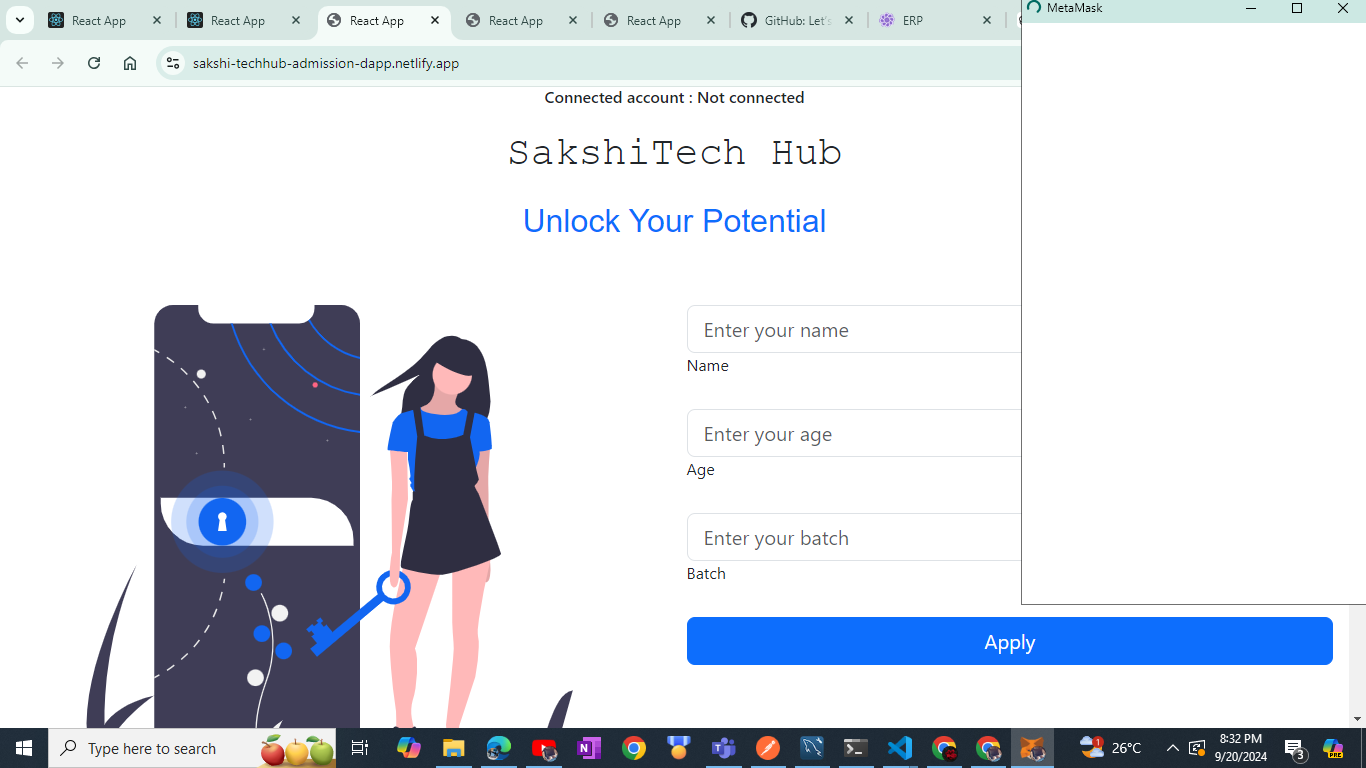 React App
React App
React App
React App
React App
GitHub: Let's
ERP
MetaMask
sakshi-techhub-admission-dapp.netlify.app
Connected account : Not connected
SakshiTech Hub
Unlock Your Potential
Enter your name
Name
Enter your age
Age
Enter your batch
Batch
Apply
Type here to search
1
26°C
8:32 PM
9/20/2024
3
PRE